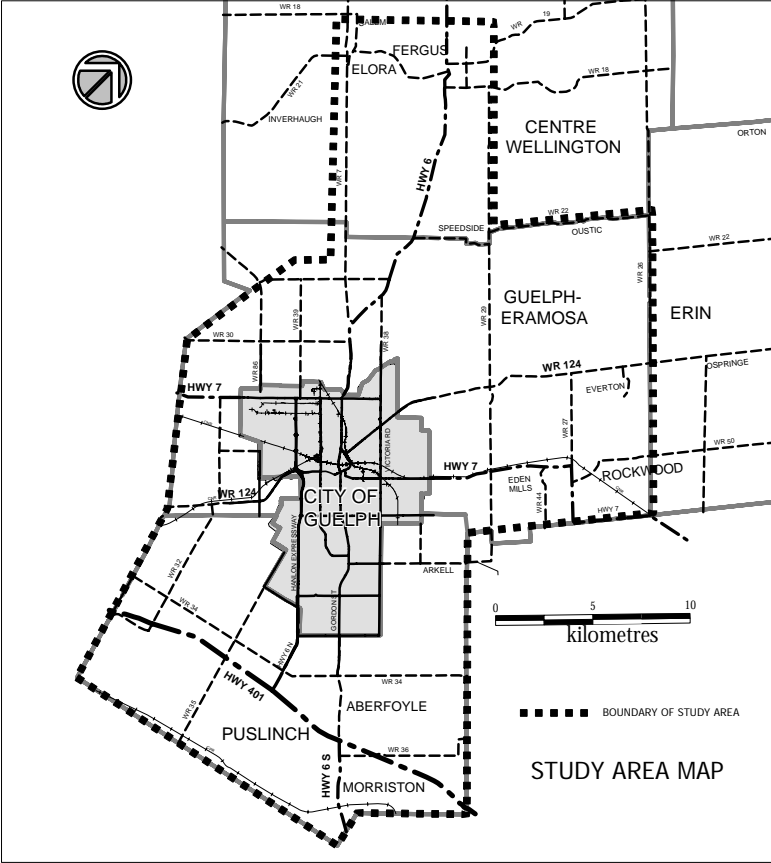 WR 18
SALEM
WR 19
FERGUS
ELORA
WR 18
WR 21
INVERHAUGH
CENTRE
WELLINGTON
ORTON
HWY 6
WR 7
WR 22
SPEEDSIDE
OUSTIC
WR 22
WR 26
GUELPH-
ERAMOSA
ERIN
WR 29
WR 39
WR 30
WR 38
WR 86
WR 124
OSPRINGE
HWY 7
EVERTON
WR 27
VICTORIA RD
WR 50
HWY 7
ROCKWOOD
EDEN
MILLS
WR 44
WR 124
CITY OF
GUELPH
HWY 7
HANLON EXPRESSWAY
WR 32
ARKELL
WR 34
GORDON ST
0 5 10
kilometres
HWY 6 N
HWY 401
WR 34
WR 35
ABERFOYLE
BOUNDARY OF STUDY AREA
PUSLINCH
WR 36
HWY 6 S
MORRISTON
STUDY AREA MAP